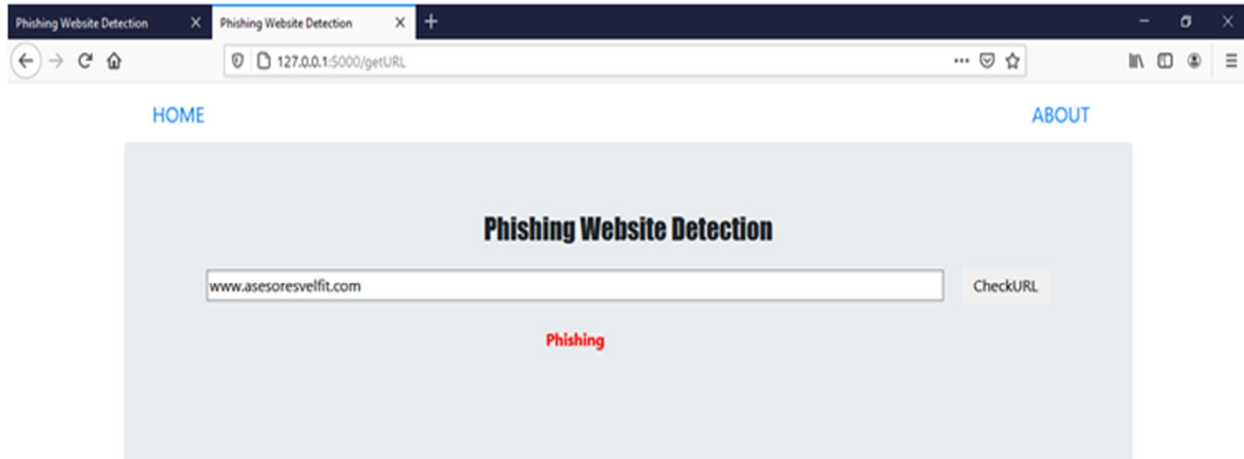 Phishing Website Detection
Phishing Website Detection
127.0.0.1:5000/getURL
HOME
ABOUT
Phishing Website Detection
www.asesoresvelfit.com
CheckURL
Phishing